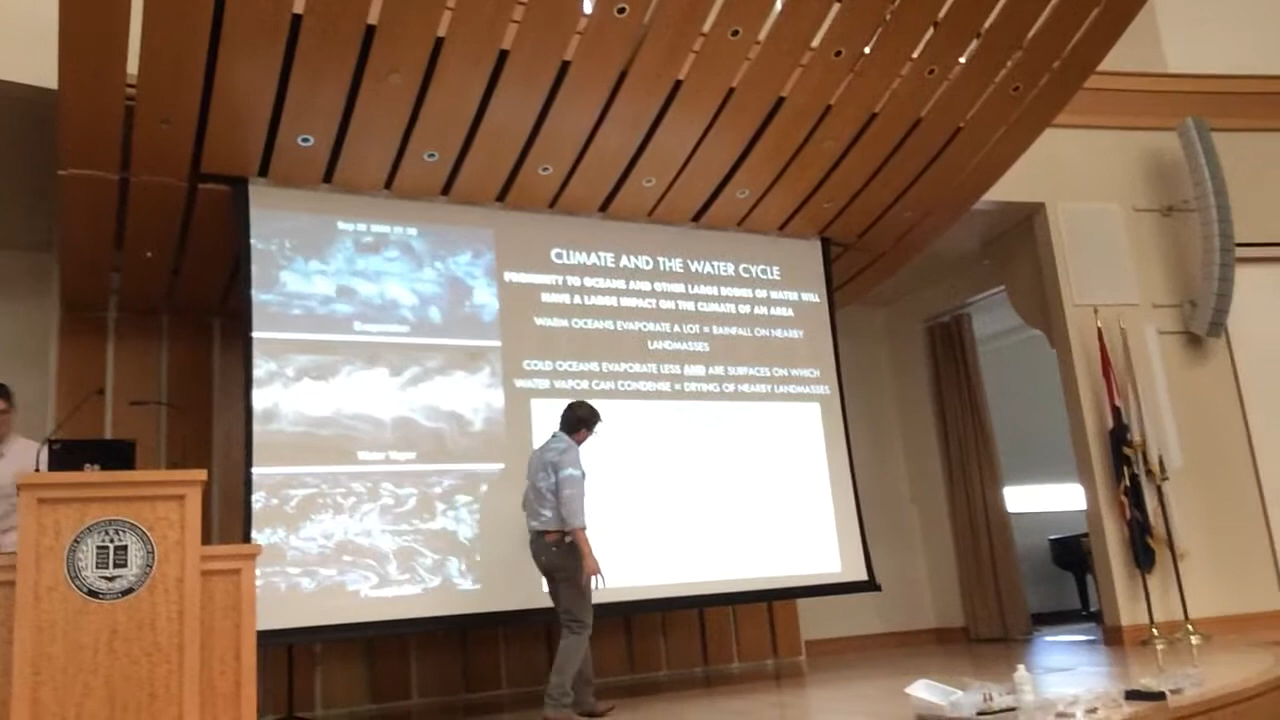 CLIMATE AND THE WATER CYCLE
PROXIMITY TO OCEANS AND OTHER LARGE BODIES OF WATER WILL
HAVE A LARGE IMPACT ON THE CLIMATE OF AN AREA
WARM OCEANS EVAPORATE A LOT = RAINFALL ON NEARBY
LANDMASSES
COLD OCEANS EVAPORATE LESS AND ARE SURFACES ON WHICH
WATER VAPOR CAN CONDENSE = DRYING OF NEARBY LANDMASSES
Evaporation
Water Vapor